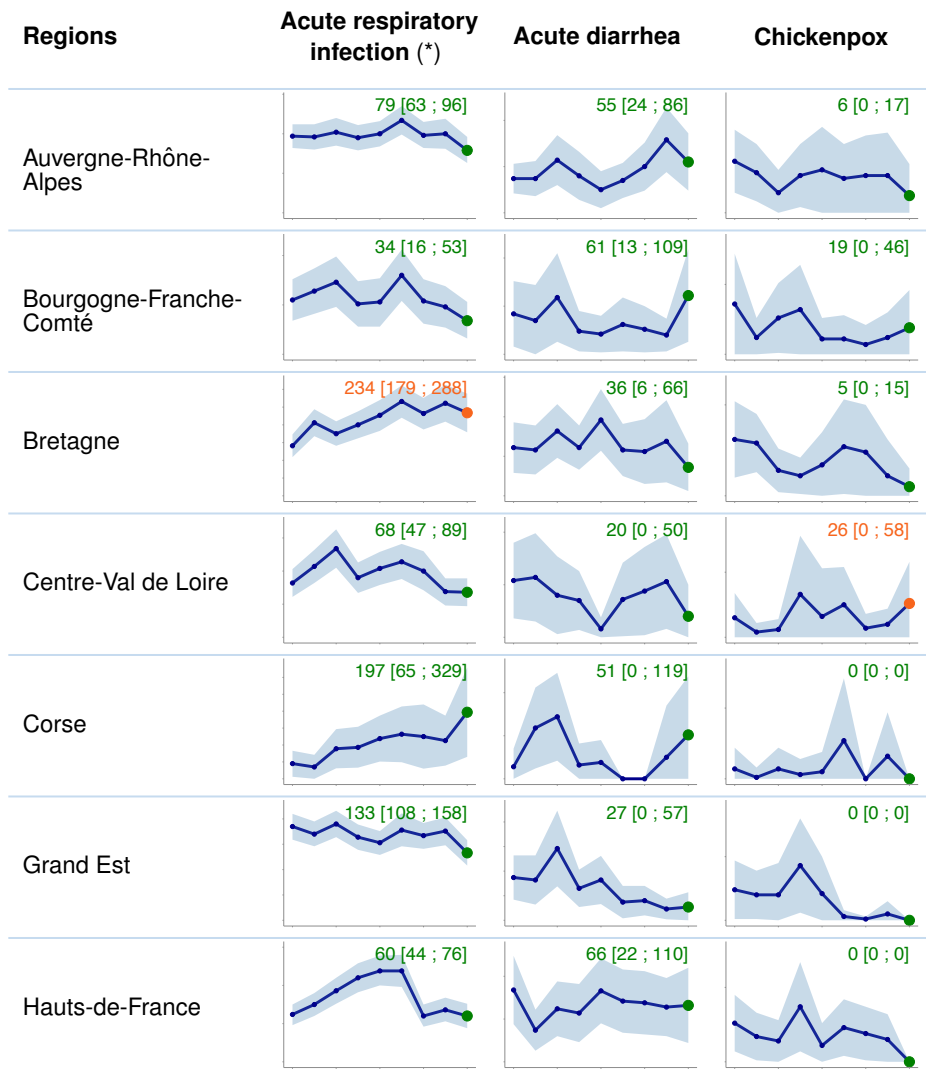 Regions
Acute respiratory
infection (*)
Acute diarrhea
Chickenpox
Auvergne-Rhône-
Alpes
79 [63 ; 96]
55 [24 ; 86]
6 [0 ; 17]
Bourgogne-Franche-
Comté
34 [16 ; 53]
61 [13 ; 109]
19 [0 ; 46]
Bretagne
234 [179 ; 288]
36 [6 ; 66]
5 [0 ; 15]
Centre-Val de Loire
68 [47 ; 89]
20 [0 ; 50]
26 [0 ; 58]
Corse
197 [65 ; 329]
51 [0 ; 119]
0 [0 ; 0]
Grand Est
133 [108 ; 158]
27 [0 ; 57]
0 [0 ; 0]
Hauts-de-France
60 [44 ; 76]
66 [22 ; 110]
0 [0 ; 0]